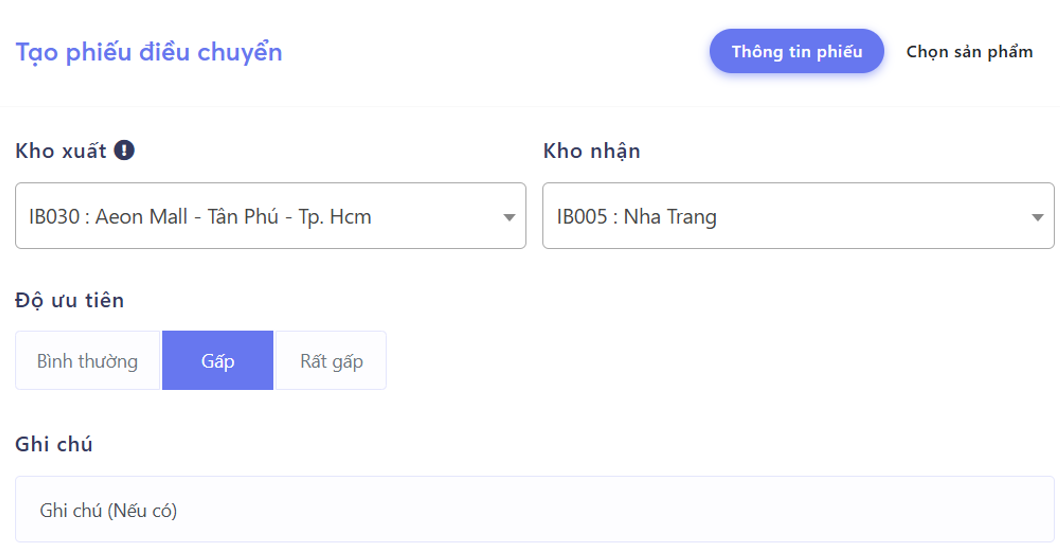 Tạo phiếu điều chuyển
Thông tin phiếu
Chọn sản phẩm
Kho xuất
Kho nhận
IB030 : Aeon Mall - Tân Phú - Tp. Hcm
IB005 : Nha Trang
Độ ưu tiên
Bình thường
Gấp
Rất gấp
Ghi chú
Ghi chú (Nếu có)